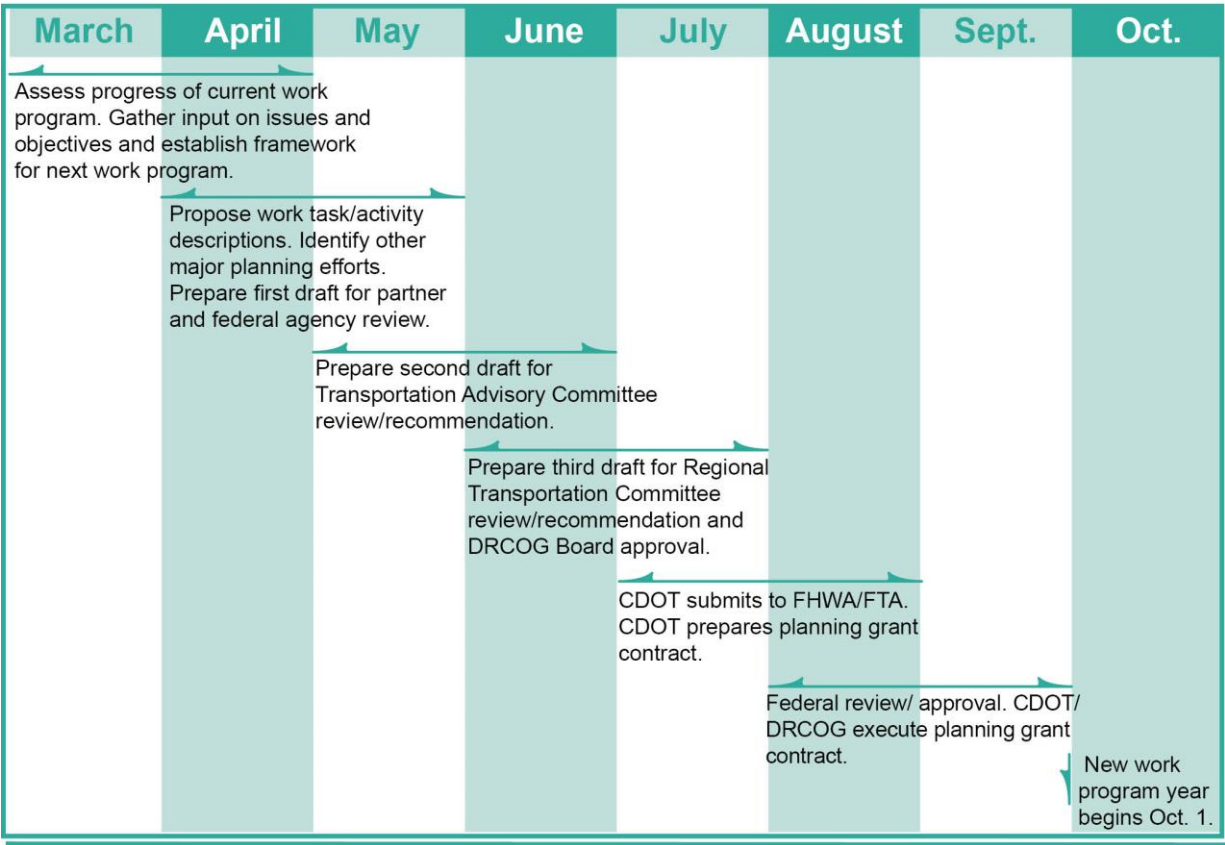 March April May June July August Sept. Oct.
Assess progress of current work
program. Gather input on issues and
objectives and establish framework
for next work program.
Propose work task/activity
descriptions. Identify other
major planning efforts.
Prepare first draft for partner
and federal agency review.
Prepare second draft for
Transportation Advisory Committee
review/recommendation.
Prepare third draft for Regional
Transportation Committee
review/recommendation and
DRCOG Board approval.
CDOT submits to FHWA/FTA.
CDOT prepares planning grant
contract.
Federal review/ approval. CDOT/
DRCOG execute planning grant
contract.
New work
program year
begins Oct. 1.